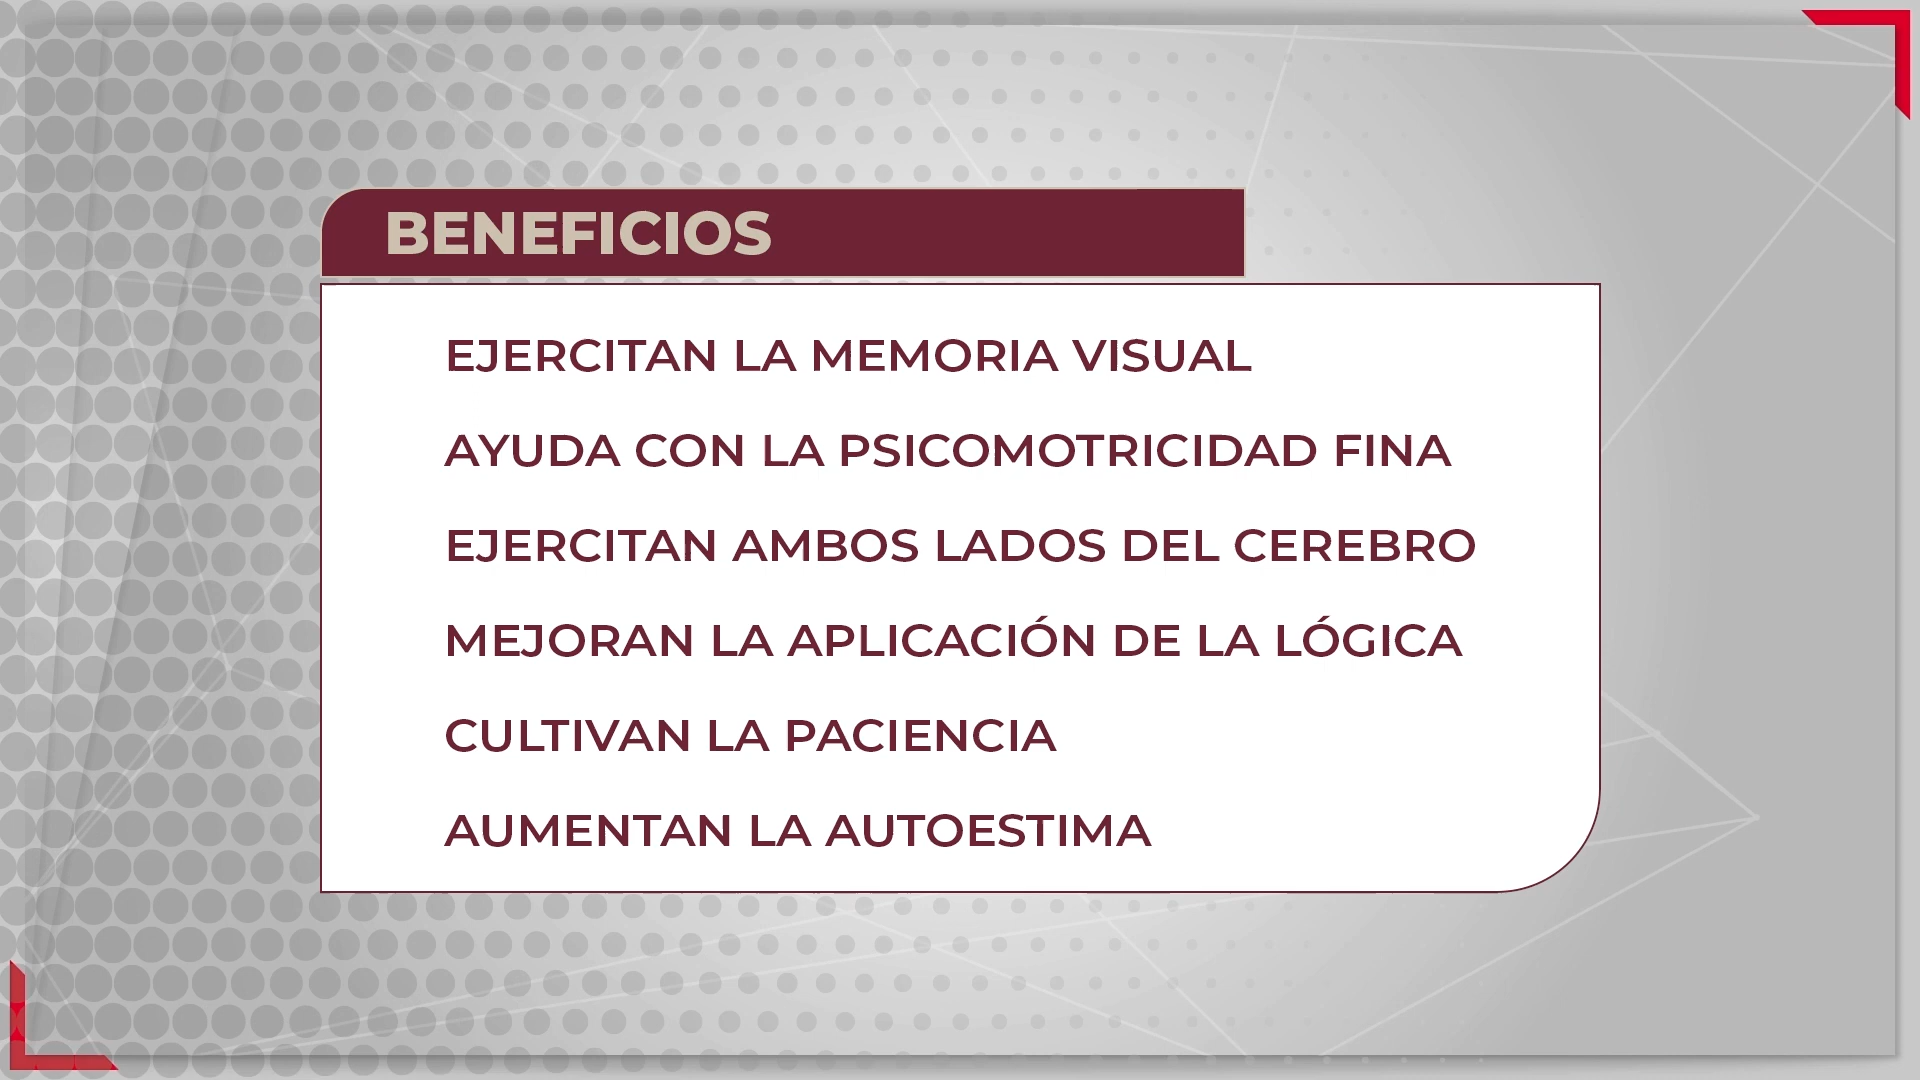 BENEFICIOS
EJERCITAN LA MEMORIA VISUAL
AYUDA CON LA PSICOMOTRICIDAD FINA
EJERCITAN AMBOS LADOS DEL CEREBRO
MEJORAN LA APLICACIÓN DE LA LÓGICA
CULTIVAN LA PACIENCIA
AUMENTAN LA AUTOESTIMA